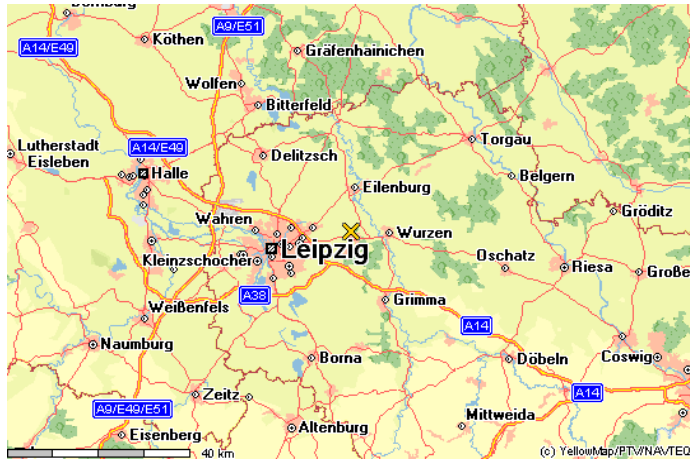 A9/E51
A14/E49
Köthen
Gräfenhainichen
Wolfen
Bitterfeld
Torgau
Lutherstadt
Eisleben
A14/E49
Delitzsch
Halle
Belgern
Eilenburg
Gröditz
Wahren
Wurzen
Leipzig
Kleinzschocher
Oschatz
Riesa
Große
A38
Weißenfels
Grimma
A14
Naumburg
Borna
Döbeln
Coswig
Zeitz
A14
A9/E49/E51
Mittweida
Eisenberg
Altenburg
40 km
(c) YellowMap/PTV/NAVTEQ